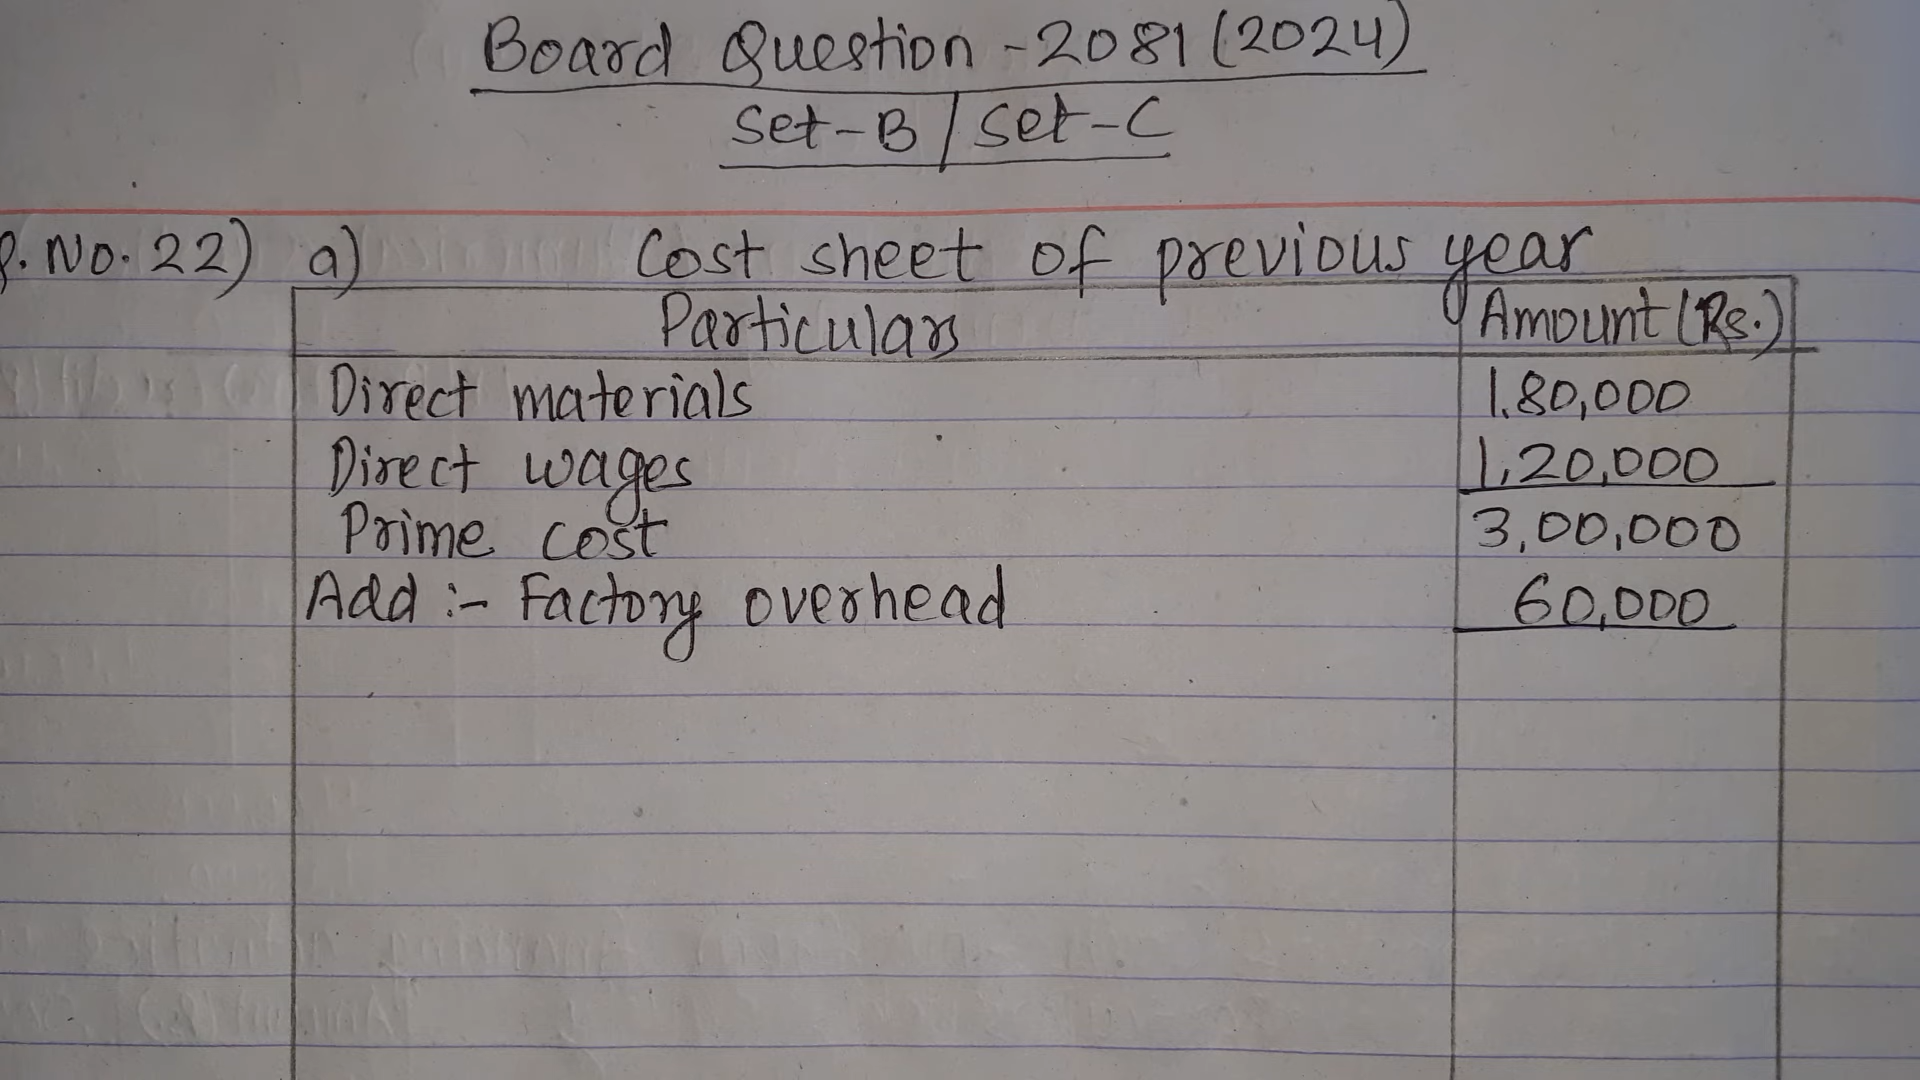 Board Question - 2081 (2024)
Set-B / Set-C
Q. No. 22) a) Cost sheet of previous year
Particulars Amount (Rs.)
Direct materials 1,80,000
Direct wages 1,20,000
Prime cost 3,00,000
Add :- Factory overhead 60,000